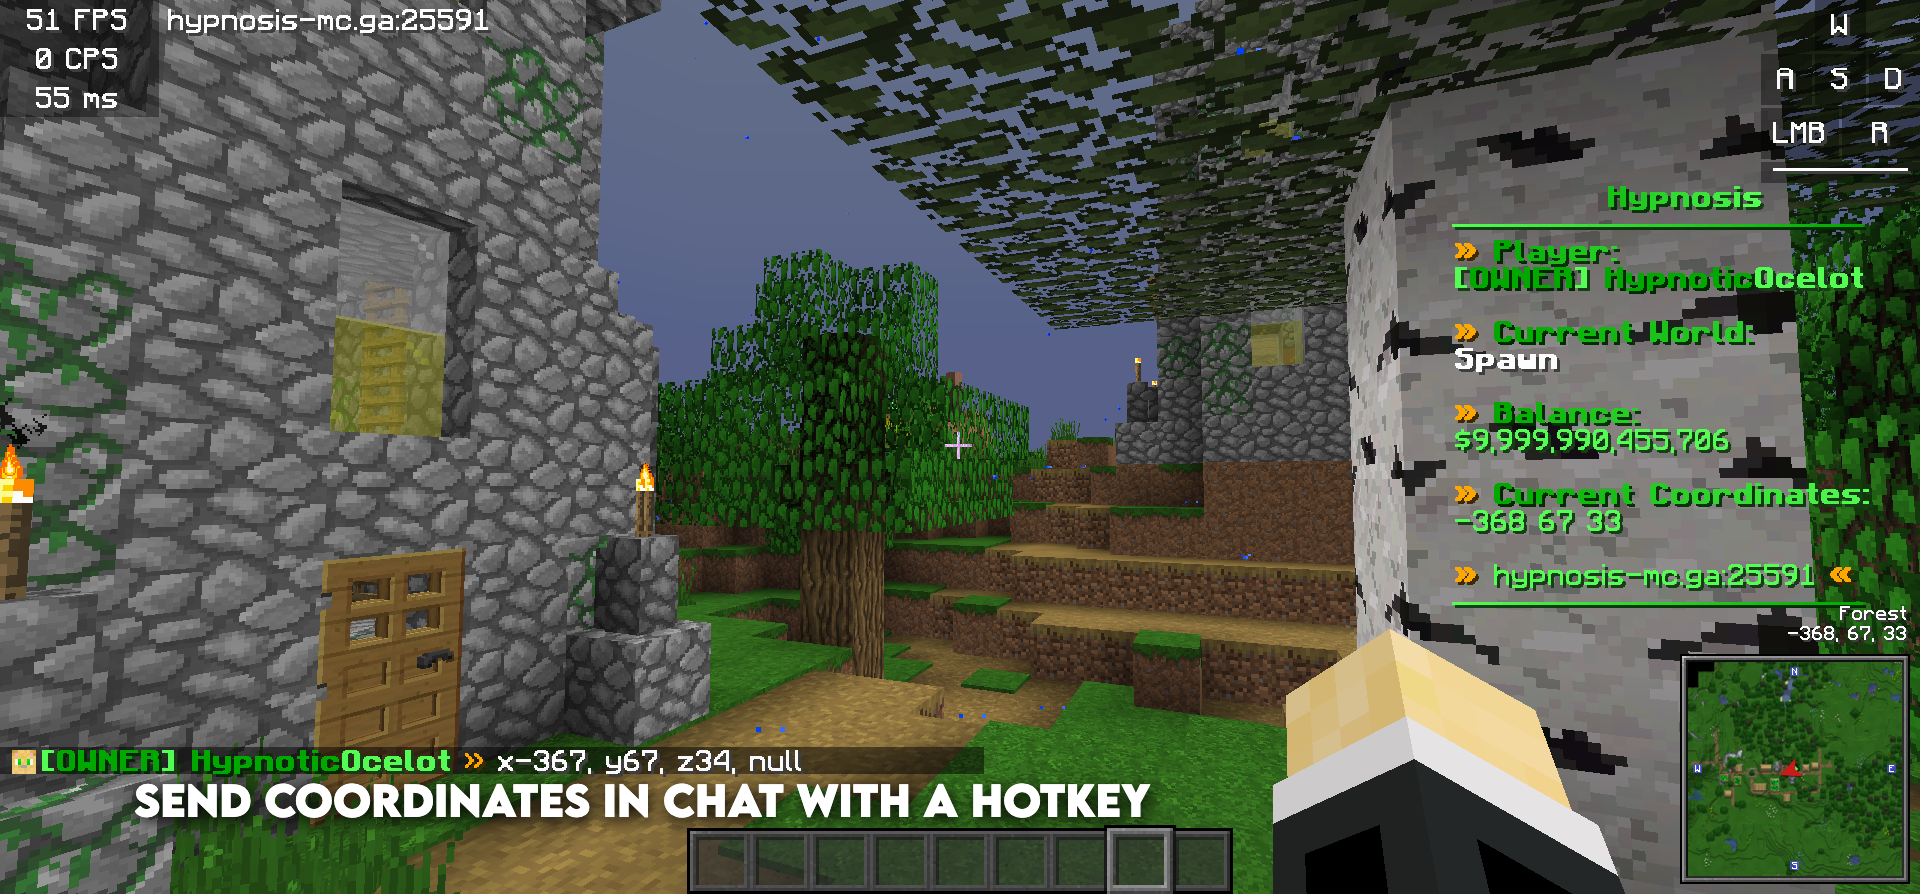 51 FPS
0 CPS
55 ms
hypnosis-mc.ga:25591
W
A S D
LMB R
Hypnosis
» Player:
[OWNER] HypnoticOcelot
» Current World:
Spawn
» Balance:
$9,999,990,455,706
» Current Coordinates:
-368 67 33
» hypnosis-mc.ga:25591 «
Forest
-368, 67, 33
N
W
E
S
[OWNER] HypnoticOcelot » x-367, y67, z34, null
SEND COORDINATES IN CHAT WITH A HOTKEY